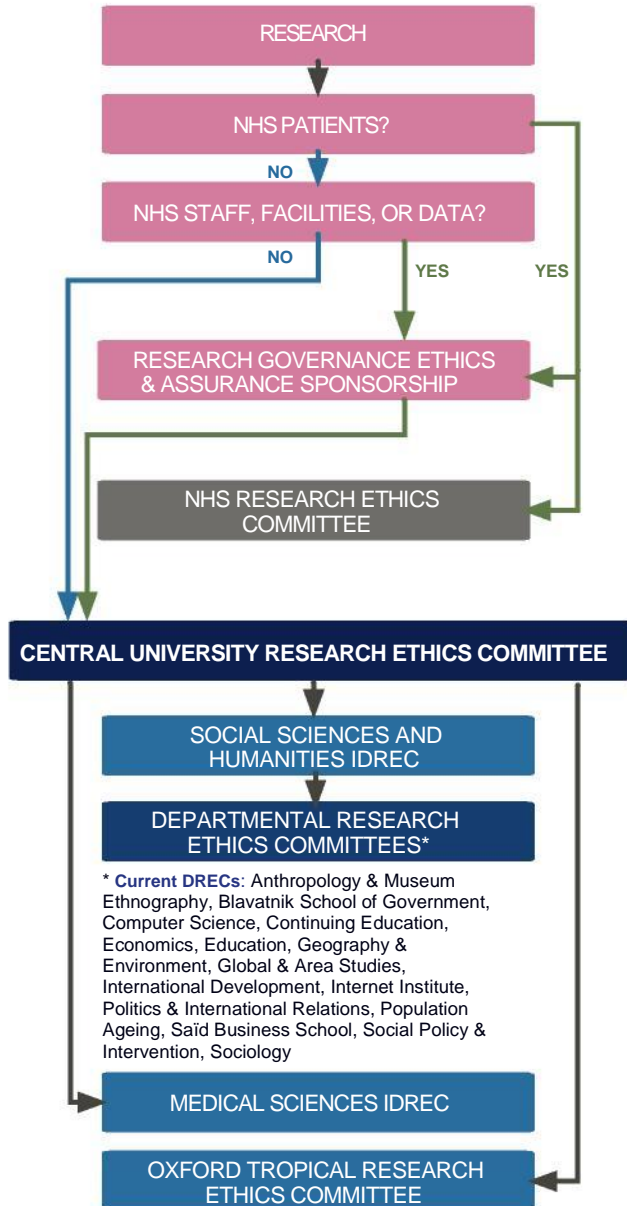 RESEARCH
NHS PATIENTS?
NO
NHS STAFF, FACILITIES, OR DATA?
NO
YES
YES
RESEARCH GOVERNANCE ETHICS
& ASSURANCE SPONSORSHIP
NHS RESEARCH ETHICS
COMMITTEE
CENTRAL UNIVERSITY RESEARCH ETHICS COMMITTEE
SOCIAL SCIENCES AND
HUMANITIES IDREC
DEPARTMENTAL RESEARCH
ETHICS COMMITTEES*
* Current DRECs: Anthropology & Museum
Ethnography, Blavatnik School of Government,
Computer Science, Continuing Education,
Economics, Education, Geography &
Environment, Global & Area Studies,
International Development, Internet Institute,
Politics & International Relations, Population
Ageing, Saïd Business School, Social Policy &
Intervention, Sociology
MEDICAL SCIENCES IDREC
OXFORD TROPICAL RESEARCH
ETHICS COMMITTEE